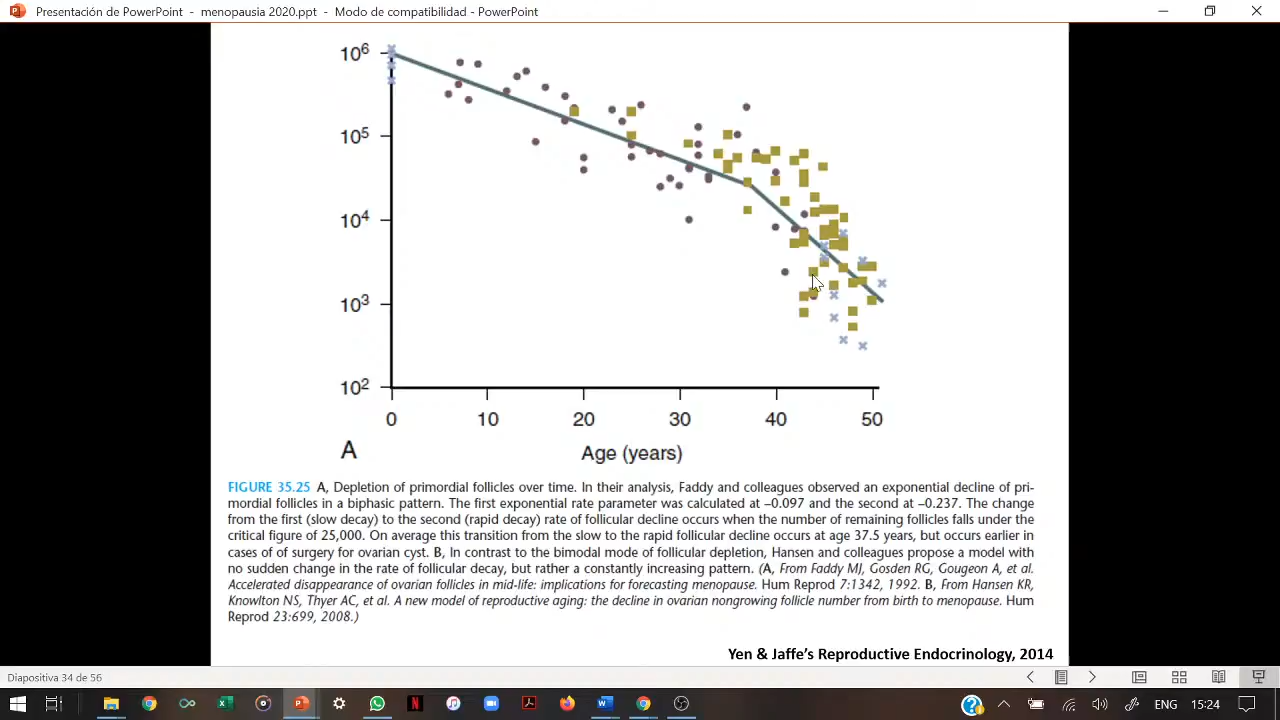 Presentación de PowerPoint - menopausia 2020.ppt - Modo de compatibilidad - PowerPoint
10⁶
10⁵
10⁴
10³
10²
0 10 20 30 40 50
A
Age (years)
FIGURE 35.25 A, Depletion of primordial follicles over time. In their analysis, Faddy and colleagues observed an exponential decline of pri-
mordial follicles in a biphasic pattern. The first exponential rate parameter was calculated at –0.097 and the second at –0.237. The change
from the first (slow decay) to the second (rapid decay) rate of follicular decline occurs when the number of remaining follicles falls under the
critical figure of 25,000. On average this transition from the slow to the rapid follicular decline occurs at age 37.5 years, but occurs earlier in
cases of of surgery for ovarian cyst. B, In contrast to the bimodal mode of follicular depletion, Hansen and colleagues propose a model with
no sudden change in the rate of follicular decay, but rather a constantly increasing pattern. (A, From Faddy MJ, Gosden RG, Gougeon A, et al.
Accelerated disappearance of ovarian follicles in mid-life: implications for forecasting menopause. Hum Reprod 7:1342, 1992. B, From Hansen KR,
Knowlton NS, Thyer AC, et al. A new model of reproductive aging: the decline in ovarian nongrowing follicle number from birth to menopause. Hum
Reprod 23:699, 2008.)
Yen & Jaffe's Reproductive Endocrinology, 2014
Diapositiva 34 de 56
ENG 15:24